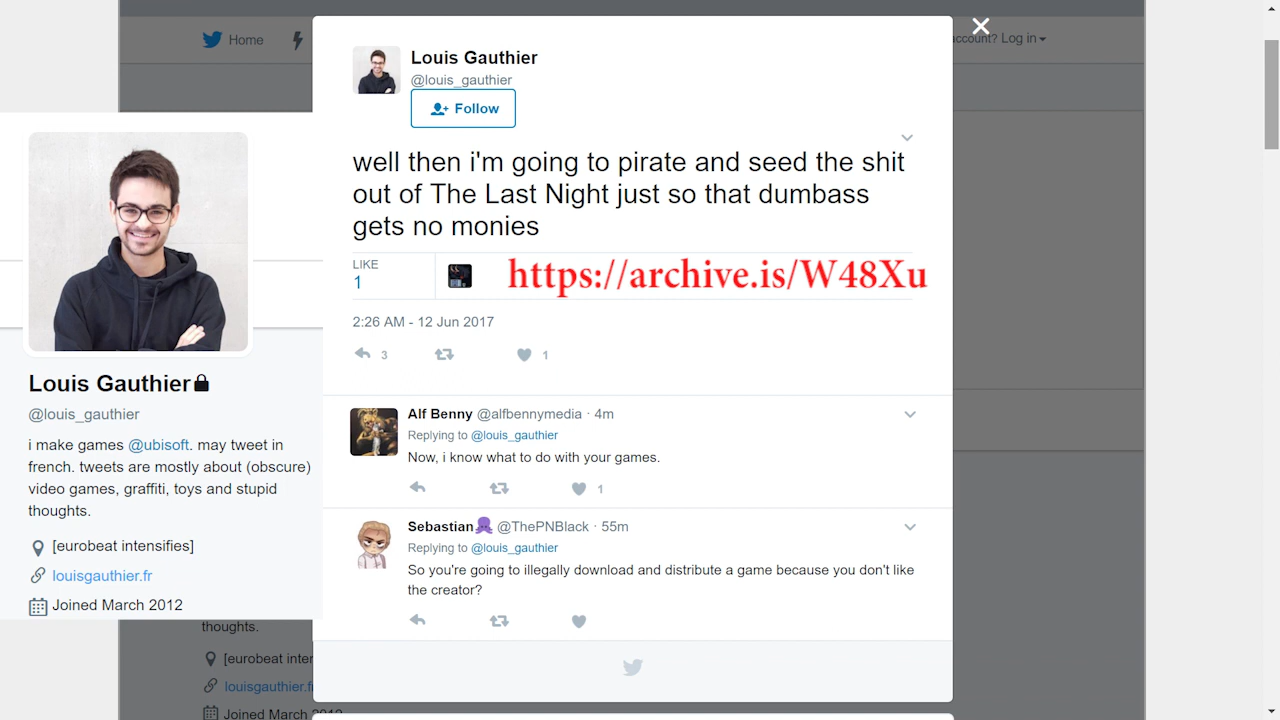 Home
account? Log in
Louis Gauthier
@louis_gauthier
Follow
well then i'm going to pirate and seed the shit
out of The Last Night just so that dumbass
gets no monies
LIKE
1
https://archive.is/W48Xu
2:26 AM - 12 Jun 2017
3
1
Alf Benny @alfbennymedia · 4m
Replying to @louis_gauthier
Now, i know what to do with your games.
1
Sebastian @ThePNBlack · 55m
Replying to @louis_gauthier
So you're going to illegally download and distribute a game because you don't like
the creator?
Louis Gauthier
@louis_gauthier
i make games @ubisoft. may tweet in
french. tweets are mostly about (obscure)
video games, graffiti, toys and stupid
thoughts.
[eurobeat intensifies]
louisgauthier.fr
Joined March 2012
thoughts.
[eurobeat inten
louisgauthier.f
Joined March 2012